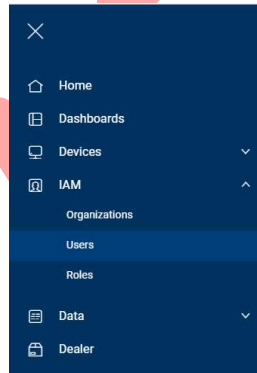 Home
Dashboards
Devices
IAM
Organizations
Users
Roles
Data
Dealer